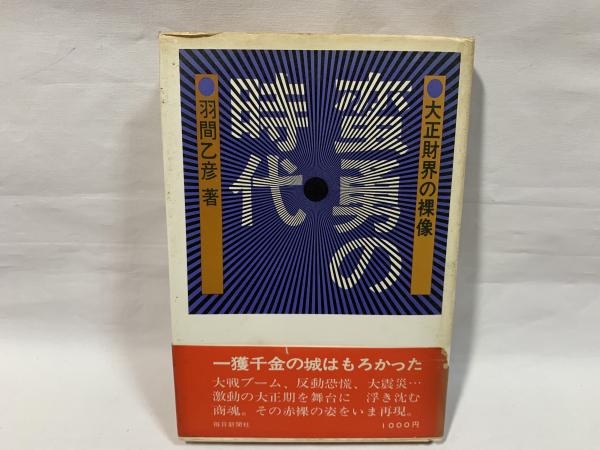 大正財界の裸像
蛮勇の
時代
羽間乙彦 著
一獲千金の城はもろかった
大戦ブーム、反動恐慌、大震災…
激動の大正期を舞台に 浮き沈む
商魂。その赤裸の姿をいま再現。
毎日新聞社
1000円